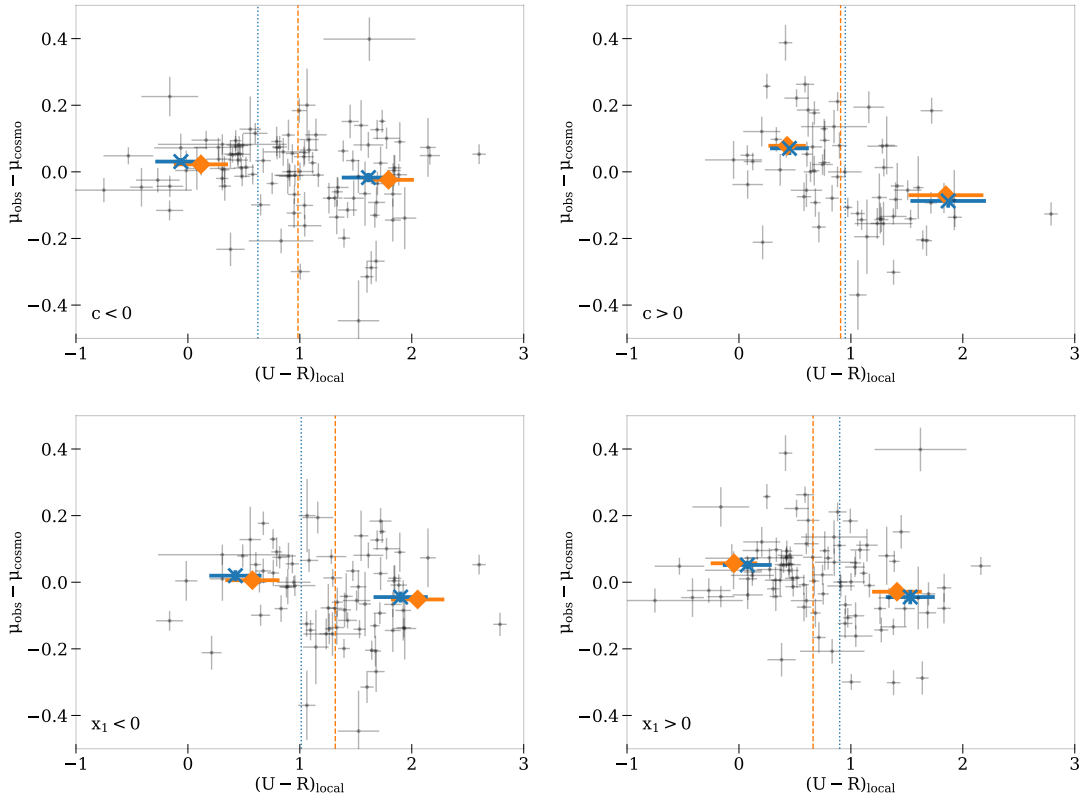 μobs − μcosmo
0.4
0.2
0.0
−0.2
−0.4
c < 0
−1 0 1 2 3
(U − R)local
μobs − μcosmo
0.4
0.2
0.0
−0.2
−0.4
c > 0
−1 0 1 2 3
(U − R)local
μobs − μcosmo
0.4
0.2
0.0
−0.2
−0.4
x1 < 0
−1 0 1 2 3
(U − R)local
μobs − μcosmo
0.4
0.2
0.0
−0.2
−0.4
x1 > 0
−1 0 1 2 3
(U − R)local